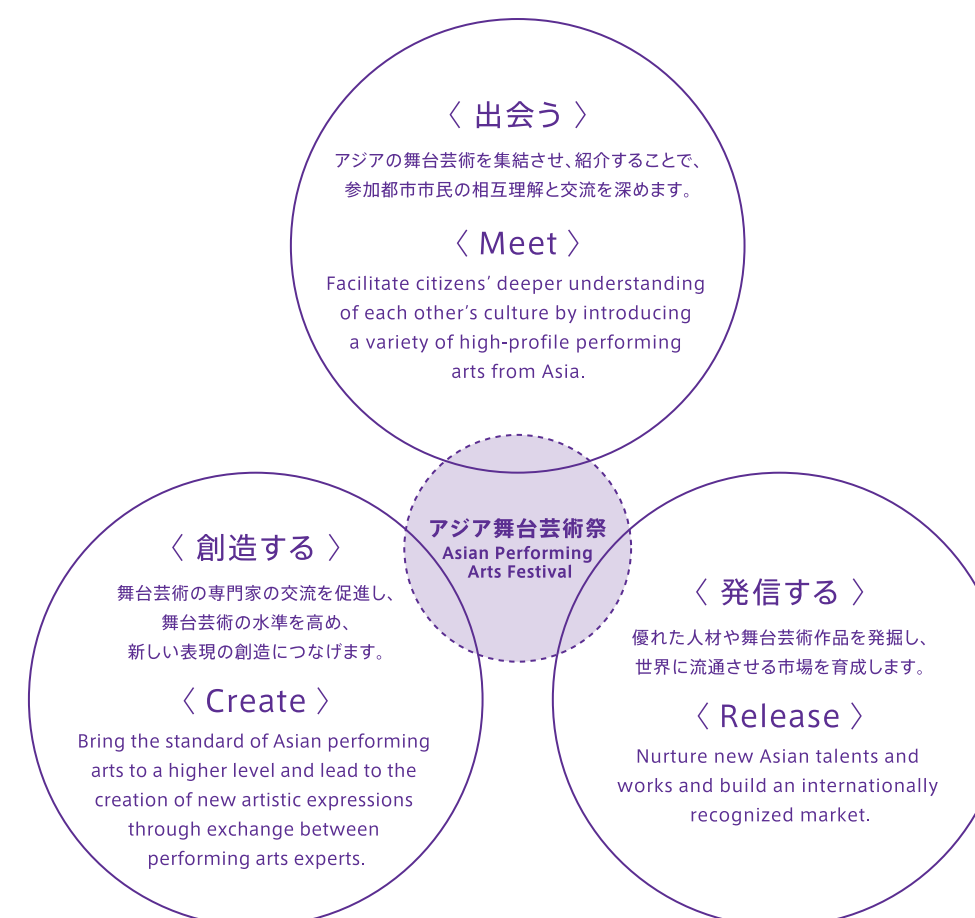 〈 出会う 〉
アジアの舞台芸術を集結させ、紹介することで、
参加都市市民の相互理解と交流を深めます。
〈 Meet 〉
Facilitate citizens’ deeper understanding
of each other’s culture by introducing
a variety of high-profile performing
arts from Asia.
アジア舞台芸術祭
Asian Performing
Arts Festival
〈 創造する 〉
舞台芸術の専門家の交流を促進し、
舞台芸術の水準を高め、
新しい表現の創造につなげます。
〈 Create 〉
Bring the standard of Asian performing
arts to a higher level and lead to the
creation of new artistic expressions
through exchange between
performing arts experts.
〈 発信する 〉
優れた人材や舞台芸術作品を発掘し、
世界に流通させる市場を育成します。
〈 Release 〉
Nurture new Asian talents and
works and build an internationally
recognized market.